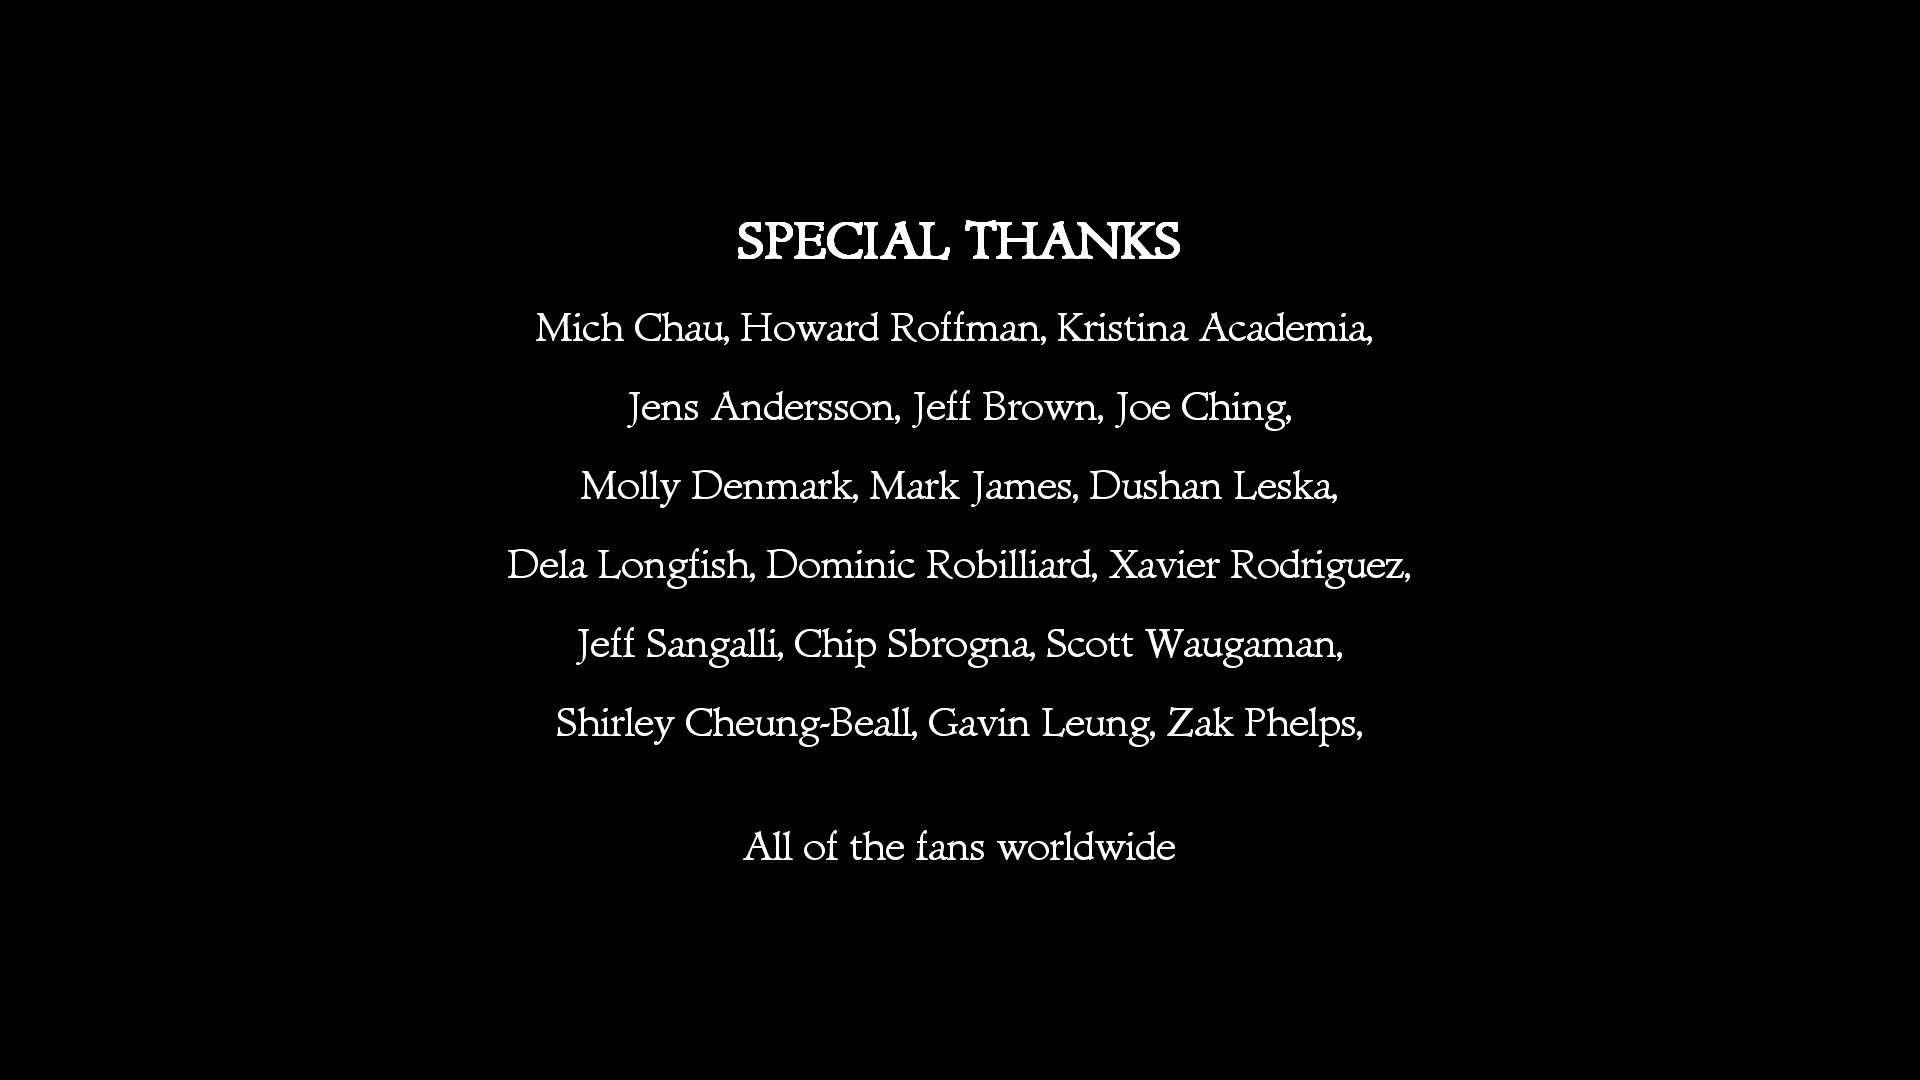 SPECIAL THANKS
Mich Chau, Howard Roffman, Kristina Academia,
Jens Andersson, Jeff Brown, Joe Ching,
Molly Denmark, Mark James, Dushan Leska,
Dela Longfish, Dominic Robilliard, Xavier Rodriguez,
Jeff Sangalli, Chip Sbrogna, Scott Waugaman,
Shirley Cheung-Beall, Gavin Leung, Zak Phelps,
All of the fans worldwide